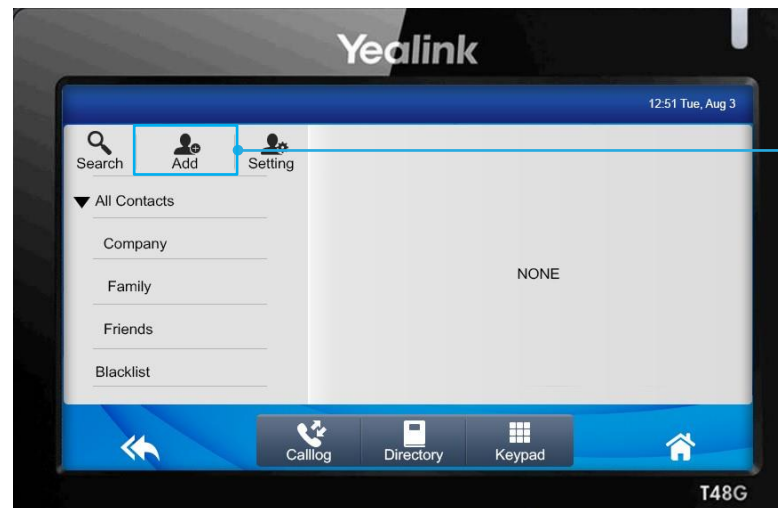 Yealink
12:51 Tue, Aug 3
Search Add Setting
All Contacts
Company
Family
Friends
Blacklist
NONE
Calllog Directory Keypad
T48G